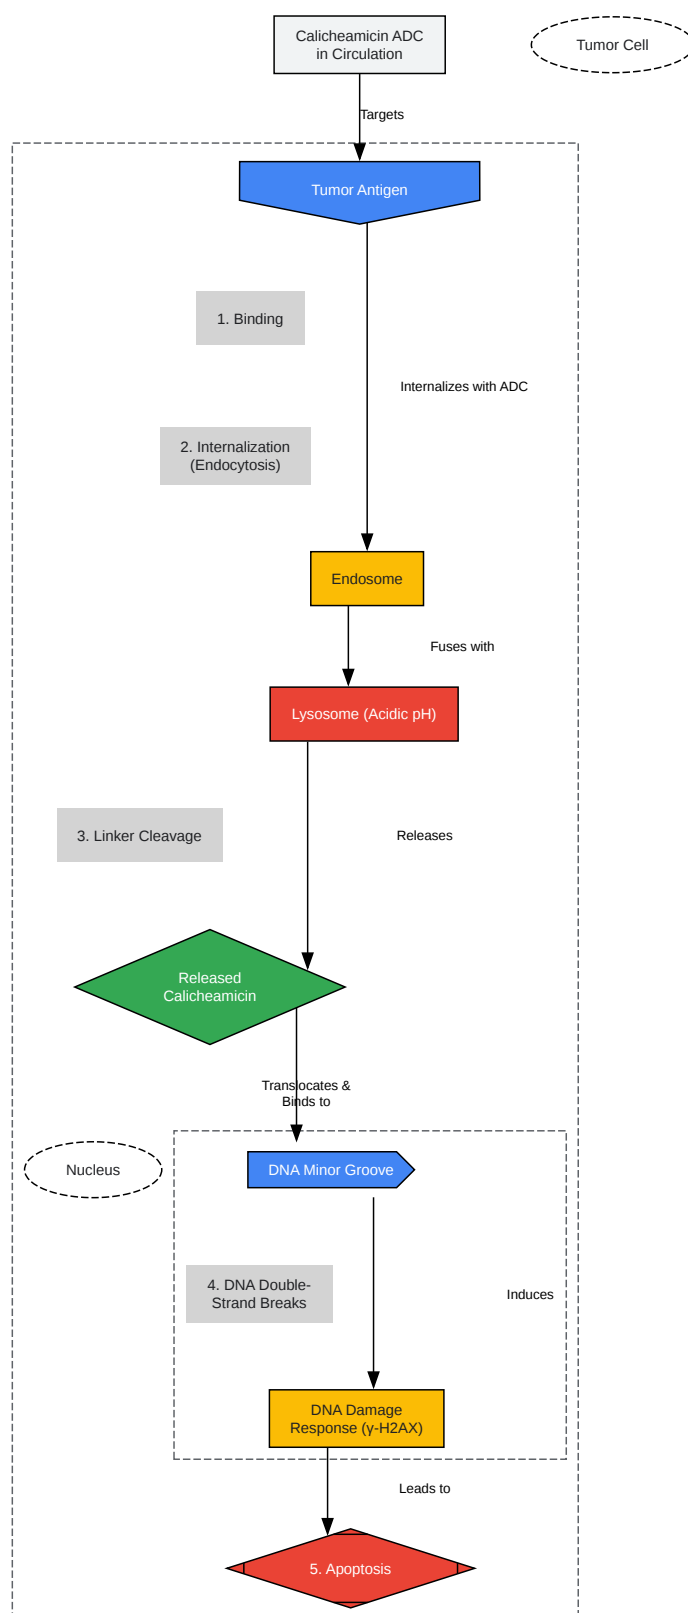 Calicheamicin ADC
in Circulation
Tumor Cell
Targets
Tumor Antigen
1. Binding
Internalizes with ADC
2. Internalization
(Endocytosis)
Endosome
Fuses with
Lysosome (Acidic pH)
3. Linker Cleavage
Releases
Released
Calicheamicin
Translocates &
Binds to
Nucleus
DNA Minor Groove
4. DNA Double-
Strand Breaks
Induces
DNA Damage
Response (γ-H2AX)
Leads to
5. Apoptosis